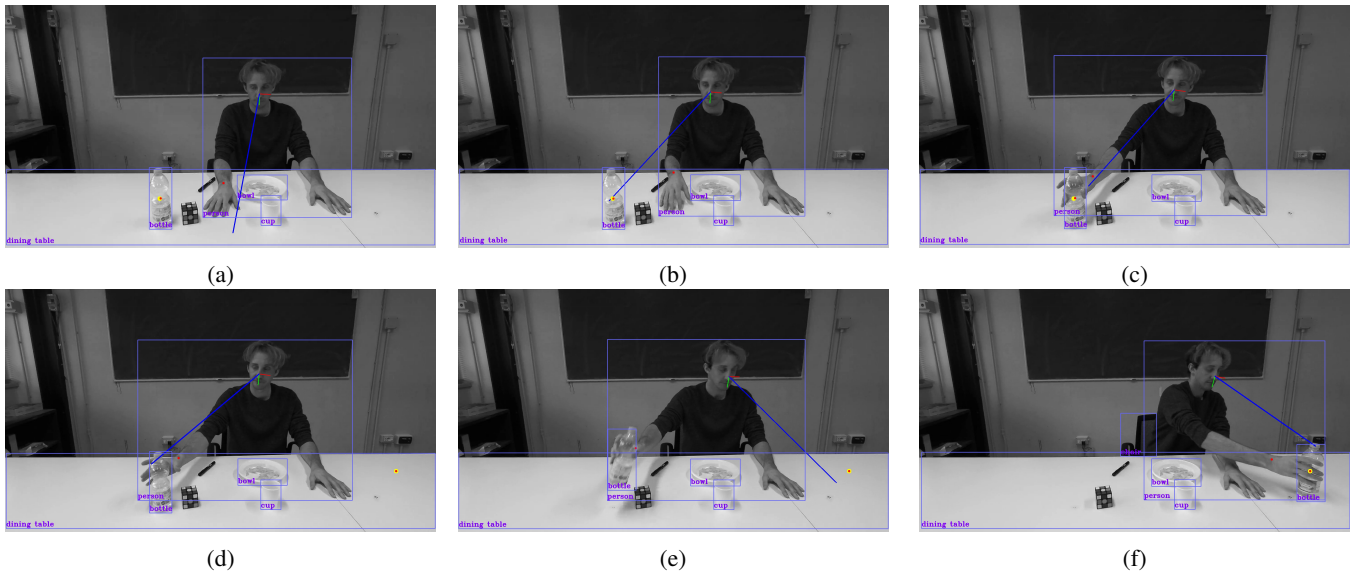 bowl
person
cup
bottle
dining table
(a)
bowl
person
cup
bottle
dining table
(b)
bowl
person
cup
bottle
dining table
(c)
bowl
person
cup
bottle
dining table
(d)
bowl
bottle
person
cup
dining table
(e)
bowl
person
bottle
cup
dining table
(f)